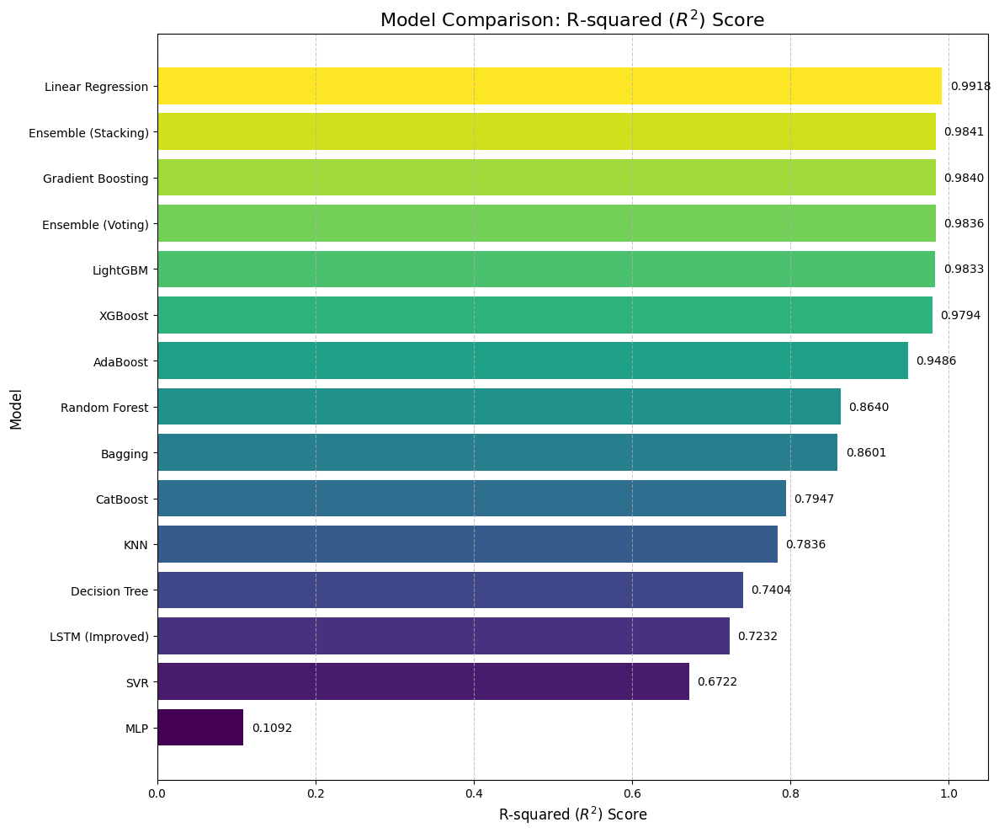 Model Comparison: R-squared (R²) Score
Model
Linear Regression 0.9918
Ensemble (Stacking) 0.9841
Gradient Boosting 0.9840
Ensemble (Voting) 0.9836
LightGBM 0.9833
XGBoost 0.9794
AdaBoost 0.9486
Random Forest 0.8640
Bagging 0.8601
CatBoost 0.7947
KNN 0.7836
Decision Tree 0.7404
LSTM (Improved) 0.7232
SVR 0.6722
MLP 0.1092
0.0 0.2 0.4 0.6 0.8 1.0
R-squared (R²) Score